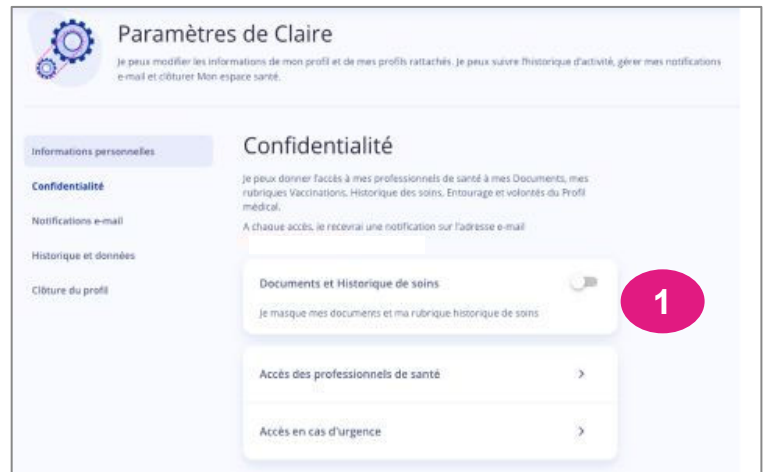 Paramètres de Claire
Je peux modifier les informations de mon profil et de mes profils rattachés. Je peux suivre l'historique d'activité, gérer mes notifications
e-mail et clôturer Mon espace santé.
Informations personnelles
Confidentialité
Notifications e-mail
Historique et données
Clôture du profil
Confidentialité
Je peux donner l'accès à mes professionnels de santé à mes Documents, mes
rubriques Vaccinations, Historique des soins, Entourage et volontés du Profil
médical.
A chaque accès, je recevrai une notification sur l'adresse e-mail
Documents et Historique de soins
Je masque mes documents et ma rubrique historique de soins
1
Accès des professionnels de santé
Accès en cas d'urgence